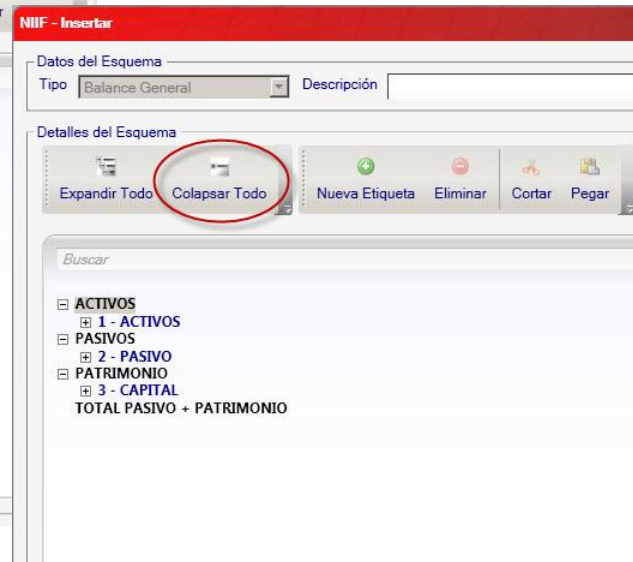 r
NIIF - Insertar
Datos del Esquema
Tipo Balance General Descripción
Detalles del Esquema
Expandir Todo Colapsar Todo Nueva Etiqueta Eliminar Cortar Pegar
Buscar
ACTIVOS
1 - ACTIVOS
PASIVOS
2 - PASIVO
PATRIMONIO
3 - CAPITAL
TOTAL PASIVO + PATRIMONIO